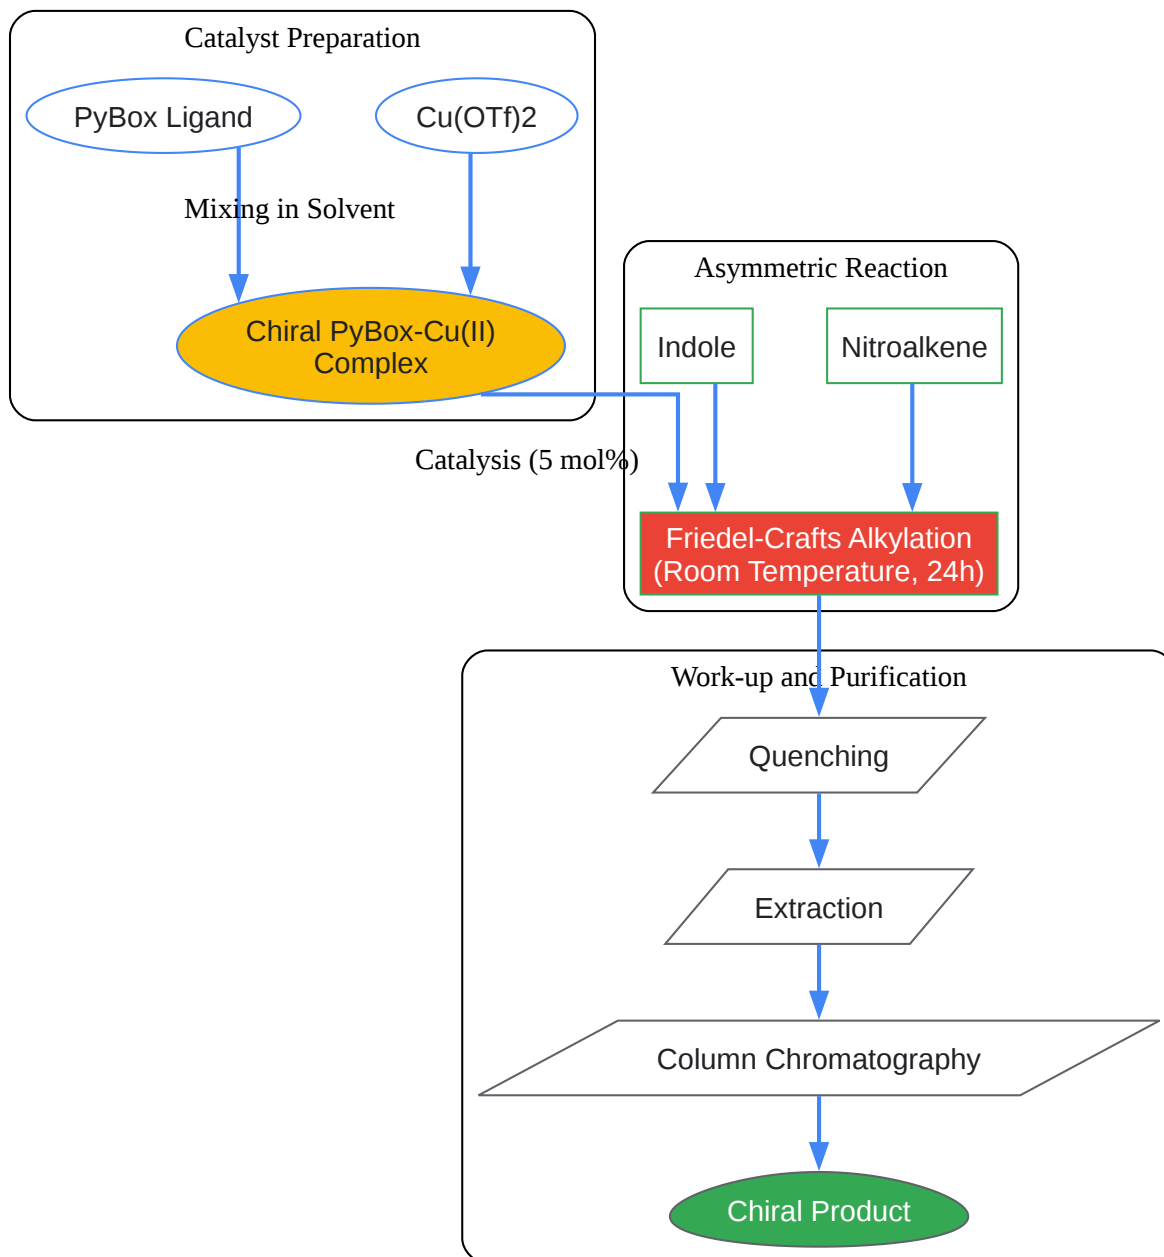 Catalyst Preparation
PyBox Ligand
Cu(OTf)2
Mixing in Solvent
Chiral PyBox-Cu(II)
Complex
Asymmetric Reaction
Indole
Nitroalkene
Catalysis (5 mol%)
Friedel-Crafts Alkylation
(Room Temperature, 24h)
Work-up and Purification
Quenching
Extraction
Column Chromatography
Chiral Product